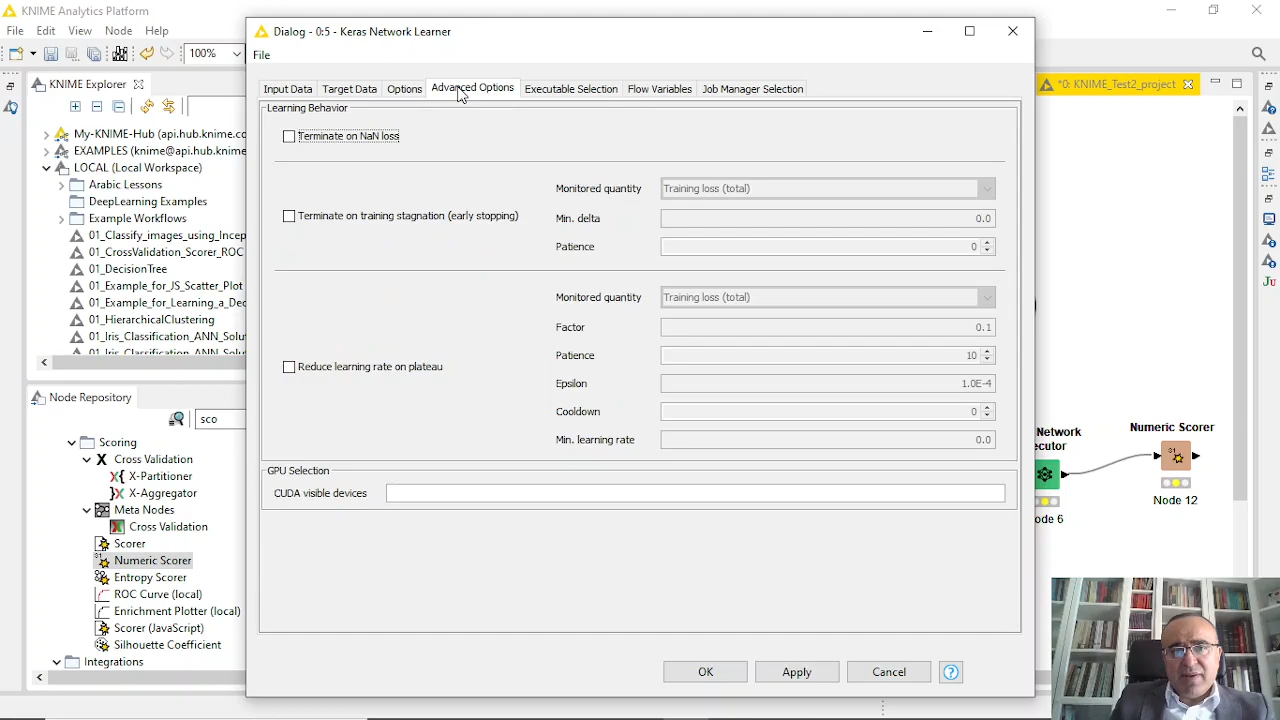 KNIME Analytics Platform
File Edit View Node Help
100%
KNIME Explorer
My-KNIME-Hub (api.hub.knime.co
EXAMPLES (knime@api.hub.knime
LOCAL (Local Workspace)
Arabic Lessons
DeepLearning Examples
Example Workflows
01_Classify_images_using_Incep
01_CrossValidation_Scorer_ROC
01_DecisionTree
01_Example_for_JS_Scatter_Plot
01_Example_for_Learning_a_Dec
01_HierarchicalClustering
01_Iris_Classification_ANN_Solut
Node Repository
sco
Scoring
Cross Validation
X-Partitioner
X-Aggregator
Meta Nodes
Cross Validation
Scorer
Numeric Scorer
Entropy Scorer
ROC Curve (local)
Enrichment Plotter (local)
Scorer (JavaScript)
Silhouette Coefficient
Integrations
Dialog - 0:5 - Keras Network Learner
File
Input Data Target Options Advanced Options Executable Selection Flow Variables Job Manager Selection
Learning Behavior
Terminate on NaN loss
Monitored quantity Training loss (total)
Terminate on training stagnation (early stopping) Min. delta 0.0
Patience 0
Monitored quantity Training loss (total)
Factor 0.1
Patience 10
Reduce learning rate on plateau Epsilon 1.0E-4
Cooldown 0
Min. learning rate 0.0
GPU Selection
CUDA visible devices
OK Apply Cancel
*0: KNIME_Test2_project
Network
ecutor
ode 6
Numeric Scorer
Node 12
Ju